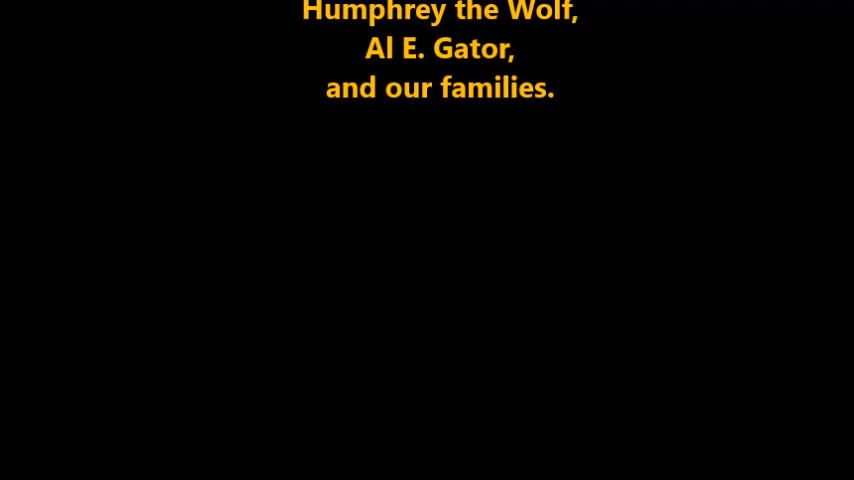 Humphrey the Wolf,
Al E. Gator,
and our families.